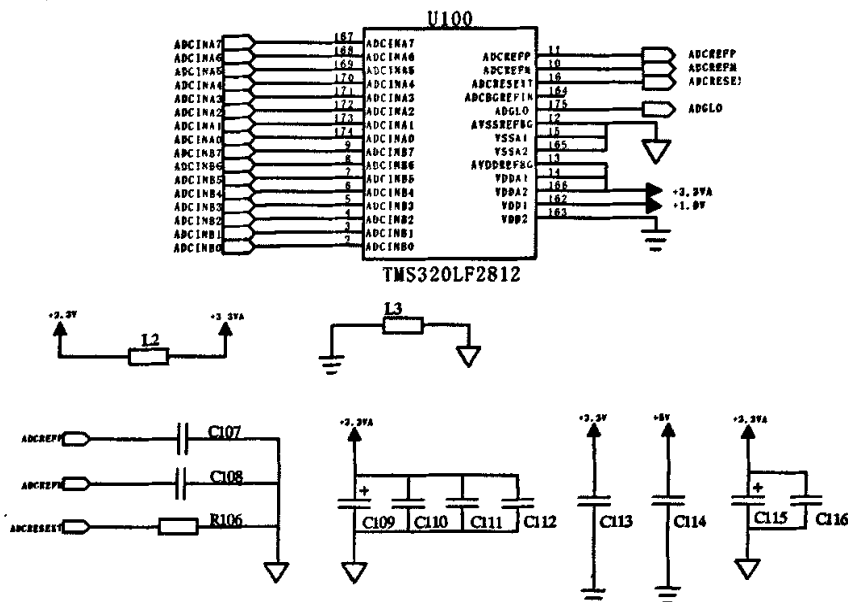 U100
ADCINA7 167 ADCINA7
ADCINA6 168 ADCINA6 ADCREFP 11 ADCREFP
ADCINA5 169 ADCINA5 ADCREFM 10 ADCREFM
ADCINA4 170 ADCINA4 ADCRESEXT 16
ADCINA3 171 ADCINA3 ADCBGREFIN 164
ADCINA2 172 ADCINA2 ADGLO 175 ADGLO
ADCINA1 173 ADCINA1 AVSSREFBG 12
ADCINA0 174 ADCINA0 VSSA1 15
ADCINB7 9 ADCINB7 VSSA2 165
ADCINB6 8 ADCINB6 AVDDREFBG 13
ADCINB5 7 ADCINB5 VDDA1 14
ADCINB4 6 ADCINB4 VDDA2 166 +3.3VA
ADCINB3 5 ADCINB3 VDD1 162
ADCINB2 4 ADCINB2 VDD2 163
ADCINB1 3 ADCINB1
ADCINB0 2 ADCINB0
TMS320LF2812
+3.3V L2 +3.3VA
L3
ADCREFP C107
ADCREFM C108
ADCRESEXT R106
+3.3VA +3.3V +5V +3.3VA
+ C109 C110 C111 C112 C113 C114 + C115 C116